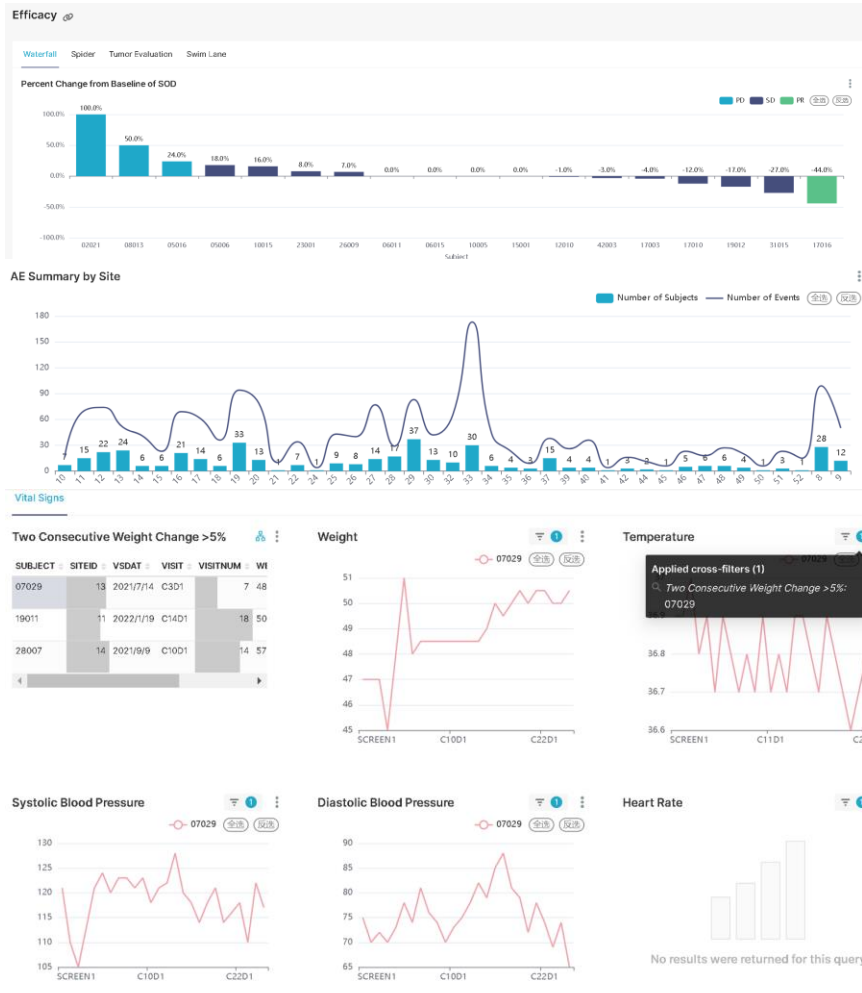 Efficacy
Waterfall Spider Tumor Evaluation Swim Lane
Percent Change from Baseline of SOD
PD SD PR 全选 反选
100.0%
50.0%
0.0%
-50.0%
-100.0%
100.0% 50.0% 24.0% 18.0% 16.0% 8.0% 7.0% 0.0% 0.0% 0.0% 0.0% -1.0% -3.0% -4.0% -12.0% -17.0% -27.0% -44.0%
02021 08013 05016 05006 10015 23001 26009 06011 06015 10005 15001 32010 42003 17003 17010 19012 31015 17016
Subject
AE Summary by Site
Number of Subjects Number of Events 全选 反选
180
150
120
90
60
30
0
7 15 22 24 6 6 21 14 6 33 13 1 7 1 9 8 14 17 37 13 10 30 6 4 3 15 4 4 1 3 2 1 5 6 6 4 1 3 1 28 12
10 11 12 13 14 15 16 17 18 19 20 21 22 24 25 26 27 28 29 30 32 33 34 35 36 37 39 40 41 42 44 45 46 47 48 49 50 51 52 8 9
Vital Signs
Two Consecutive Weight Change >5%
SUBJECT SITEID VSDAT VISIT VISITNUM WE
07029 13 2021/7/14 C3D1 7 48
19011 11 2022/1/19 C14D1 18 50
28007 14 2021/9/9 C10D1 14 57
Weight
1
07029 全选 反选
51
50
49
48
47
46
45
SCREEN1 C10D1 C22D1
Temperature
Applied cross-filters (1)
Two Consecutive Weight Change >5%:
07029
36.9
36.8
36.7
36.6
SCREEN1 C11D1 C2
Systolic Blood Pressure
1
07029 全选 反选
130
125
120
115
110
105
SCREEN1 C10D1 C22D1
Diastolic Blood Pressure
1
07029 全选 反选
90
85
80
75
70
65
SCREEN1 C10D1 C22D1
Heart Rate
No results were returned for this query